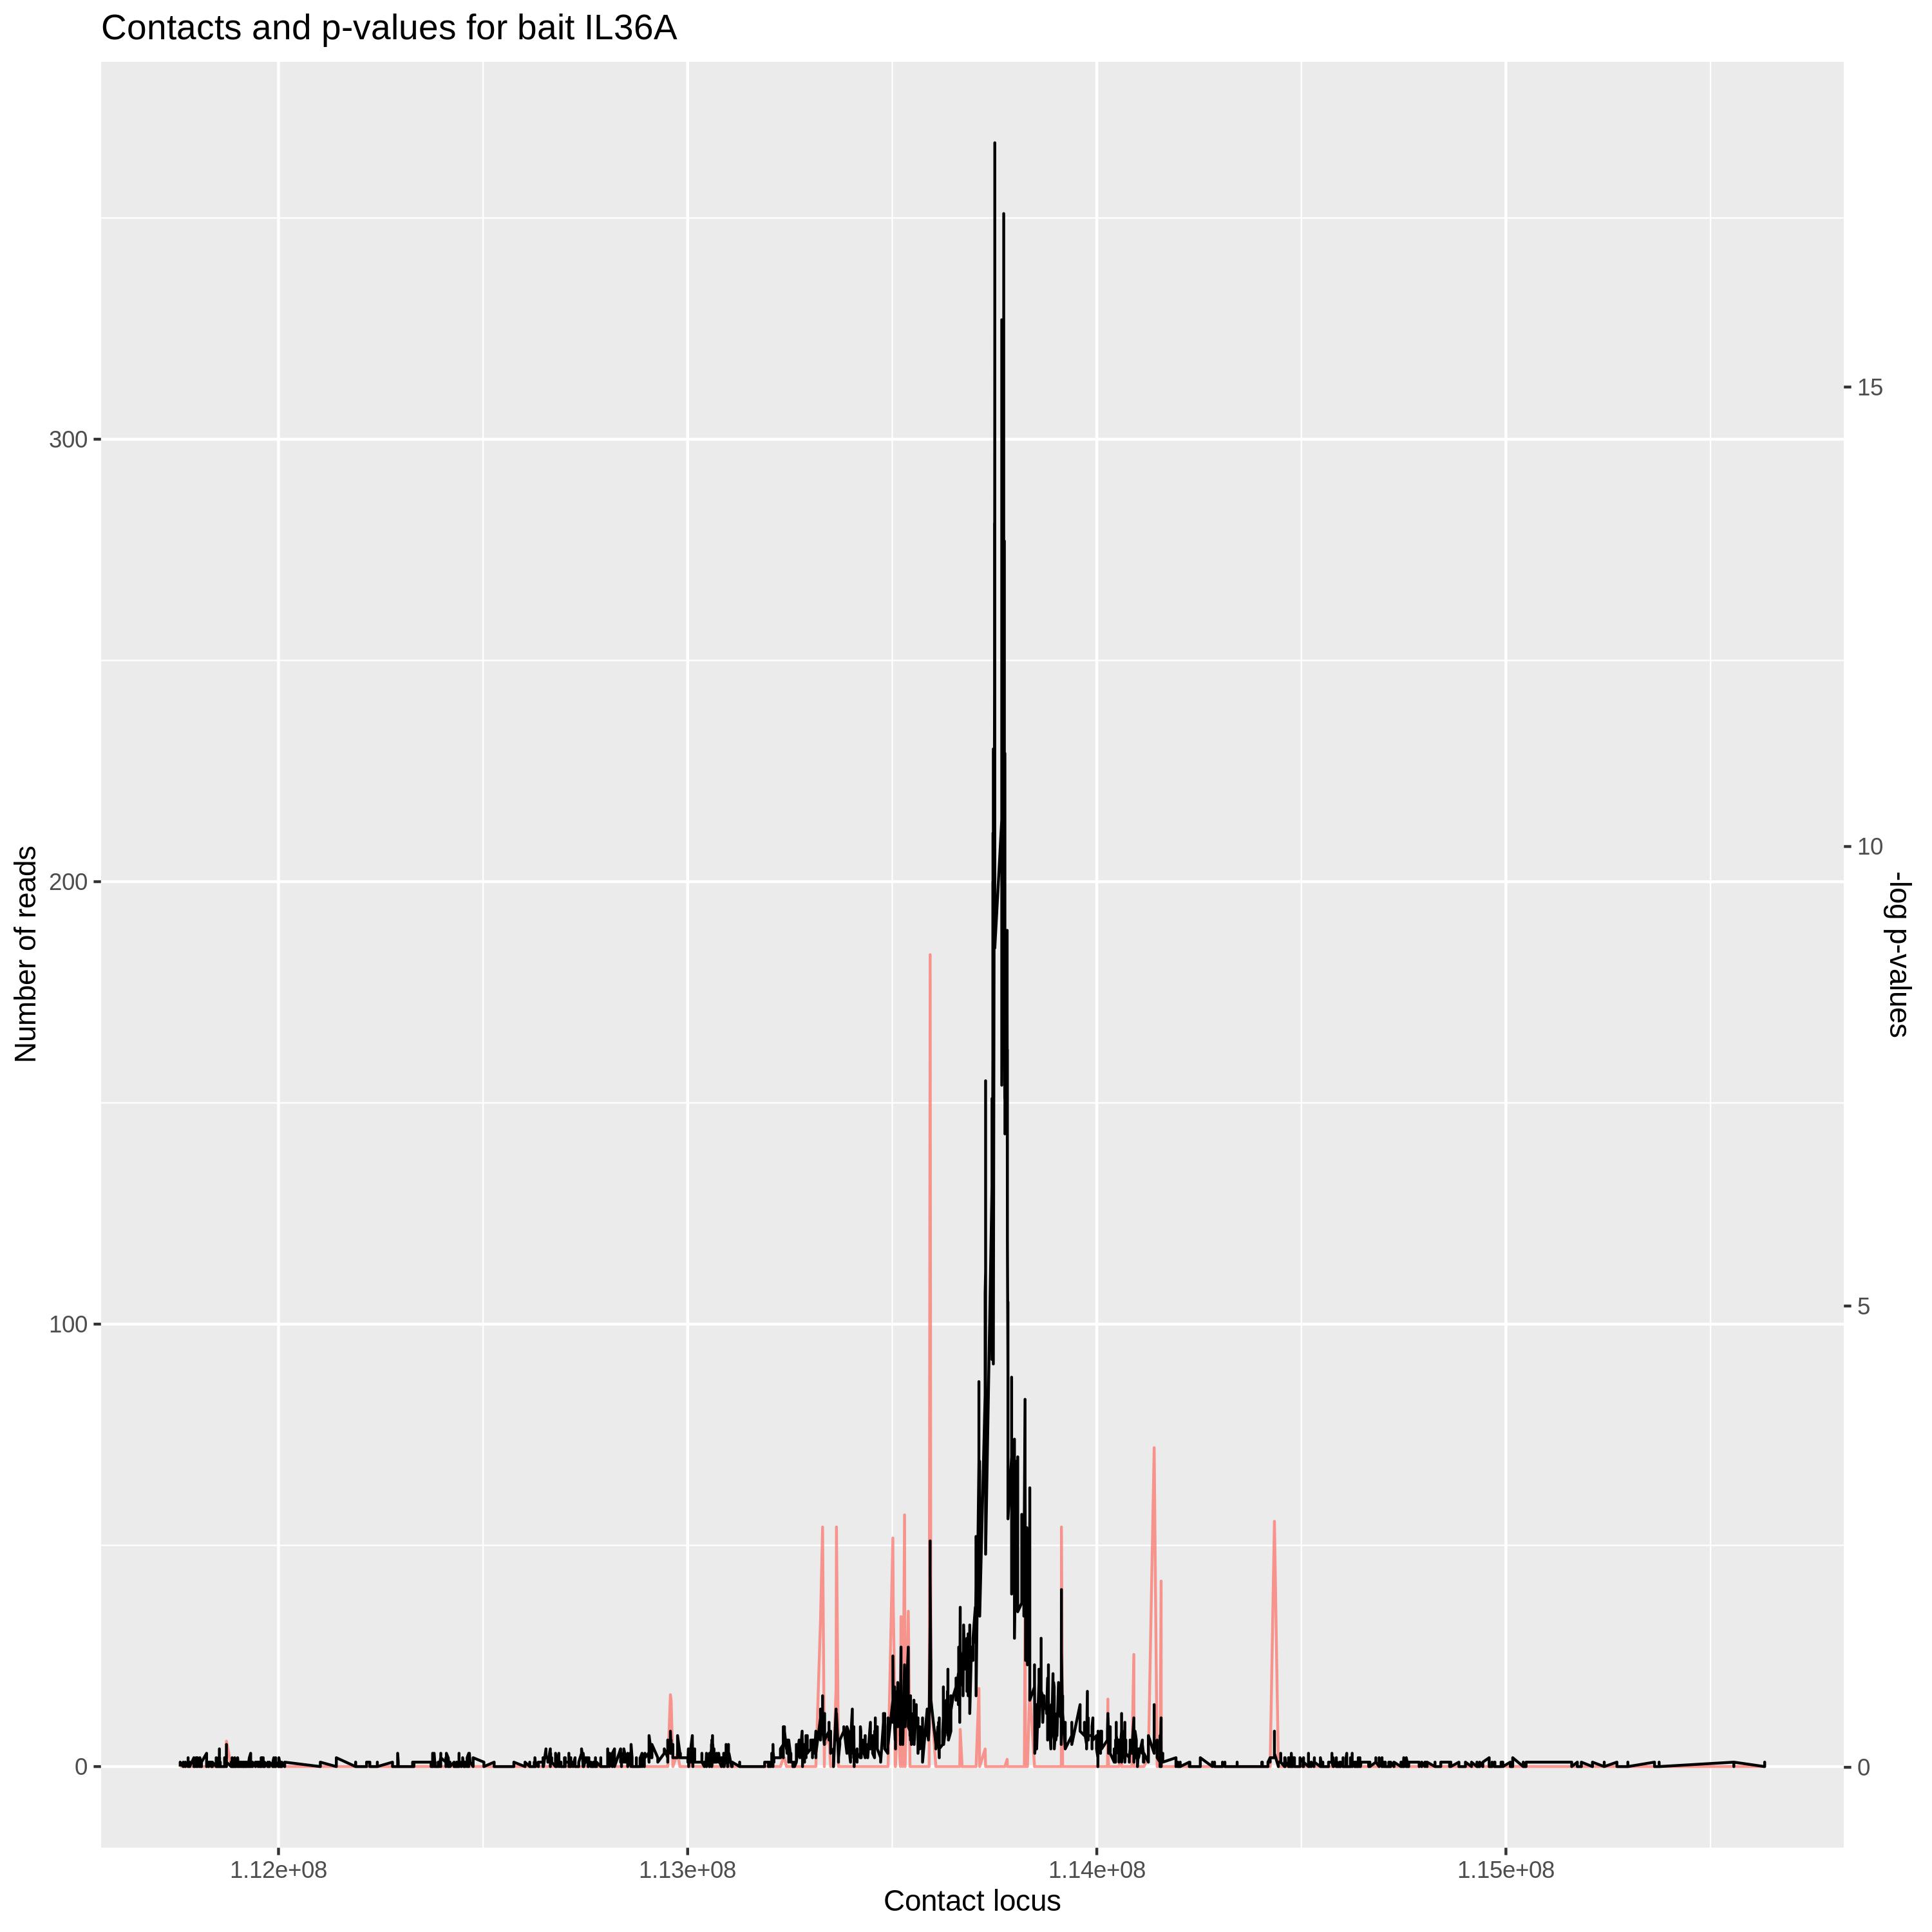 Contacts and p-values for bait IL36A
Number of reads
300
200
100
0
15
10
5
0
-log p-values
1.12e+08
1.13e+08
1.14e+08
1.15e+08
Contact locus